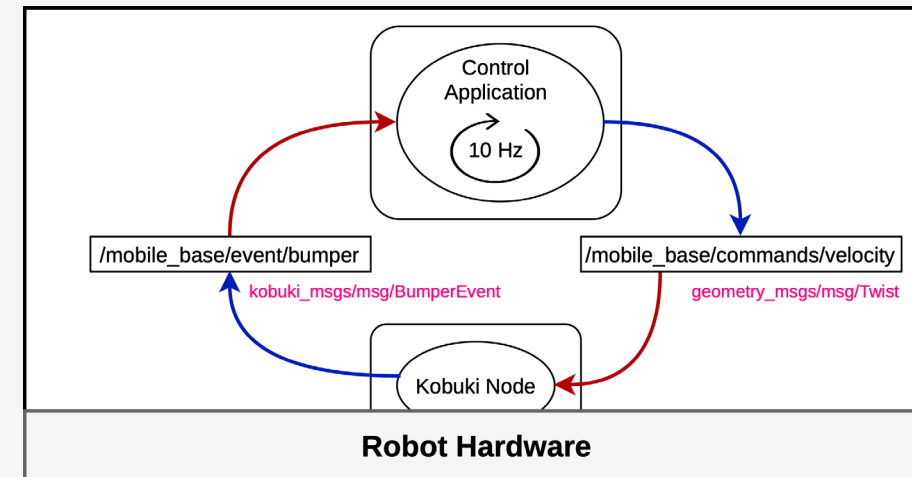 Control
Application
10 Hz
/mobile_base/event/bumper
/mobile_base/commands/velocity
kobuki_msgs/msg/BumperEvent
geometry_msgs/msg/Twist
Kobuki Node
Robot Hardware